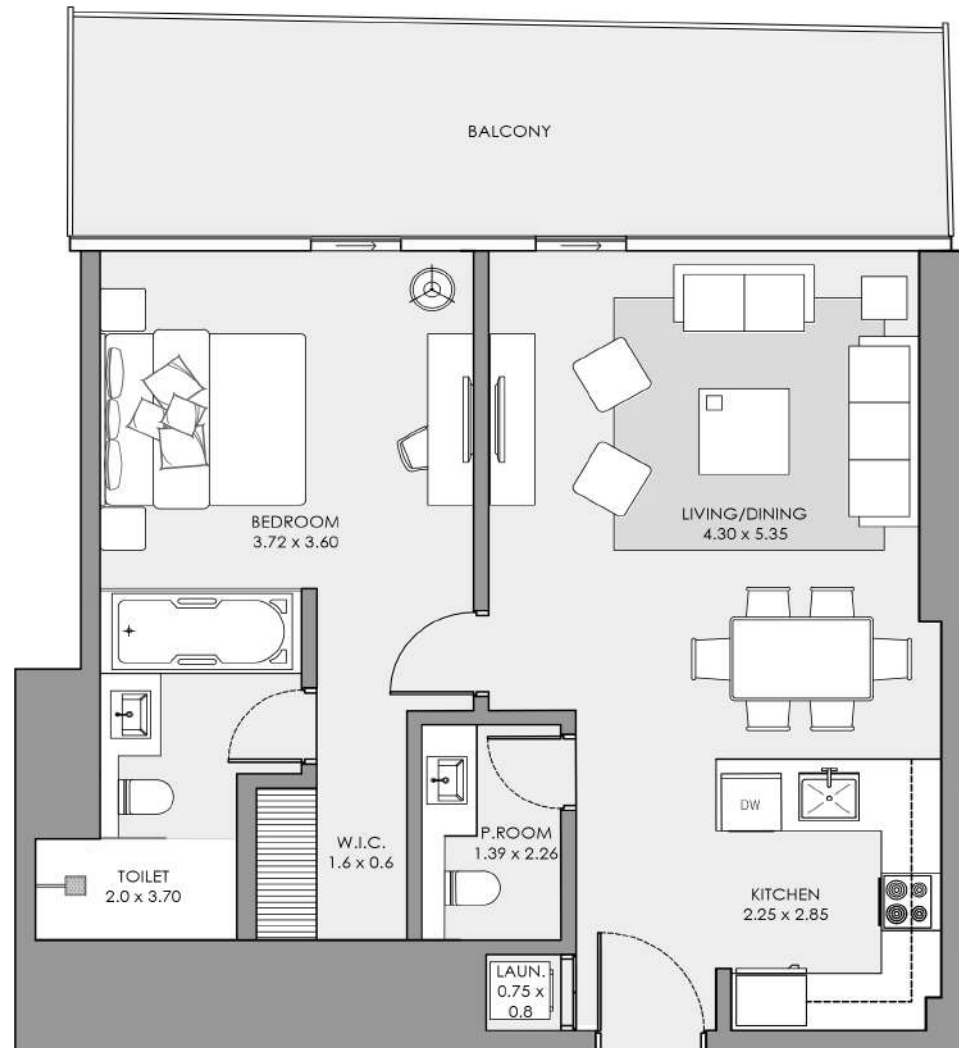 BALCONY
BEDROOM
3.72 x 3.60
LIVING/DINING
4.30 x 5.35
DW
W.I.C.
1.6 x 0.6
P.ROOM
1.39 x 2.26
TOILET
2.0 x 3.70
KITCHEN
2.25 x 2.85
LAUN.
0.75 x
0.8